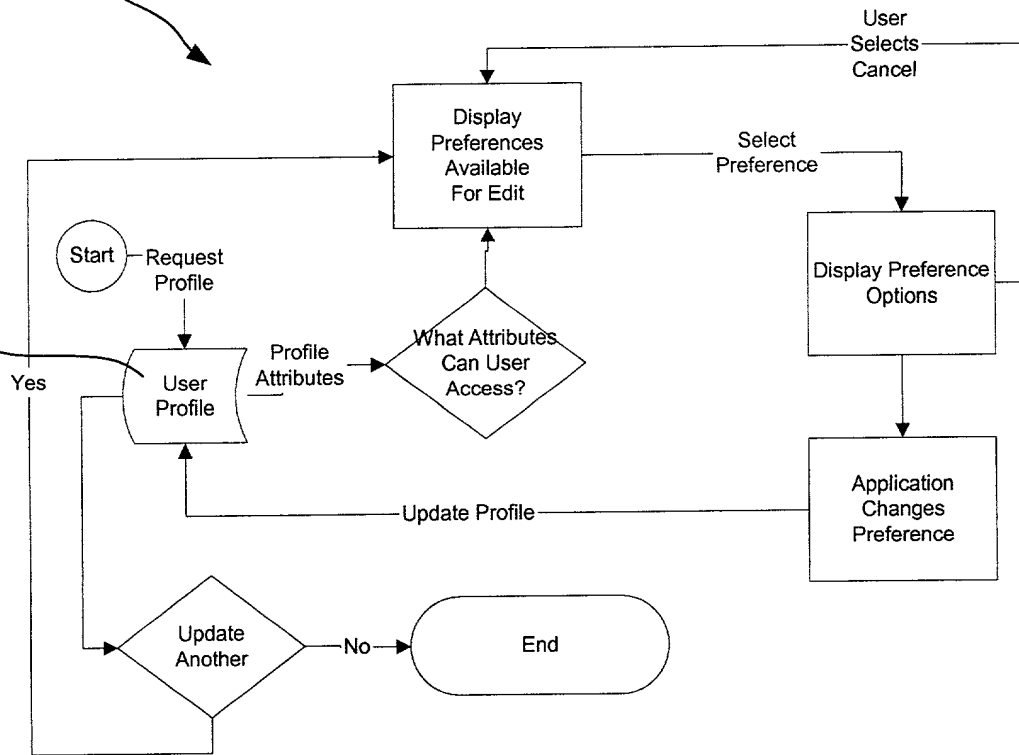 User
Selects
Cancel
Display
Preferences
Available
For Edit
Select
Preference
Start
Request
Profile
Display Preference
Options
What Attributes
Can User
Access?
Profile
Attributes
User
Profile
Yes
Application
Changes
Preference
Update Profile
Update
Another
No
End